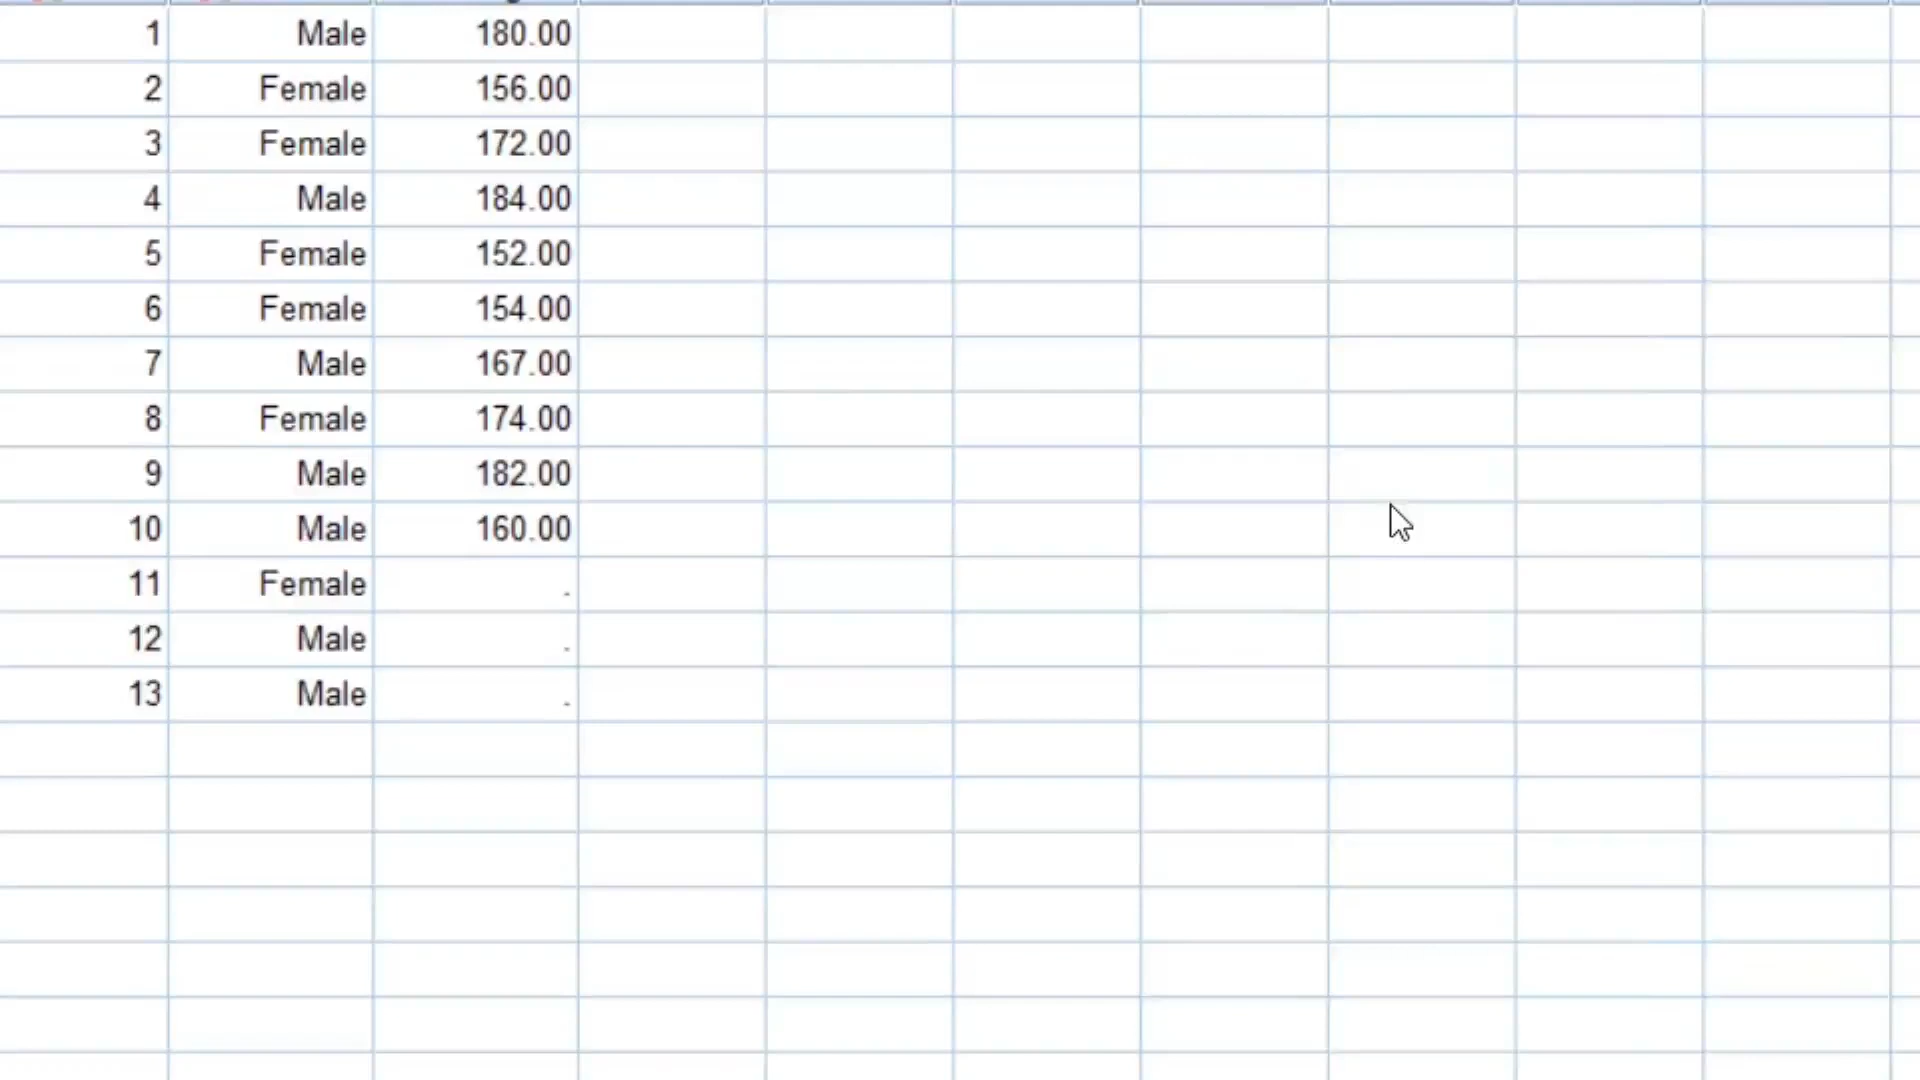 1 Male 180.00
2 Female 156.00
3 Female 172.00
4 Male 184.00
5 Female 152.00
6 Female 154.00
7 Male 167.00
8 Female 174.00
9 Male 182.00
10 Male 160.00
11 Female .
12 Male .
13 Male .